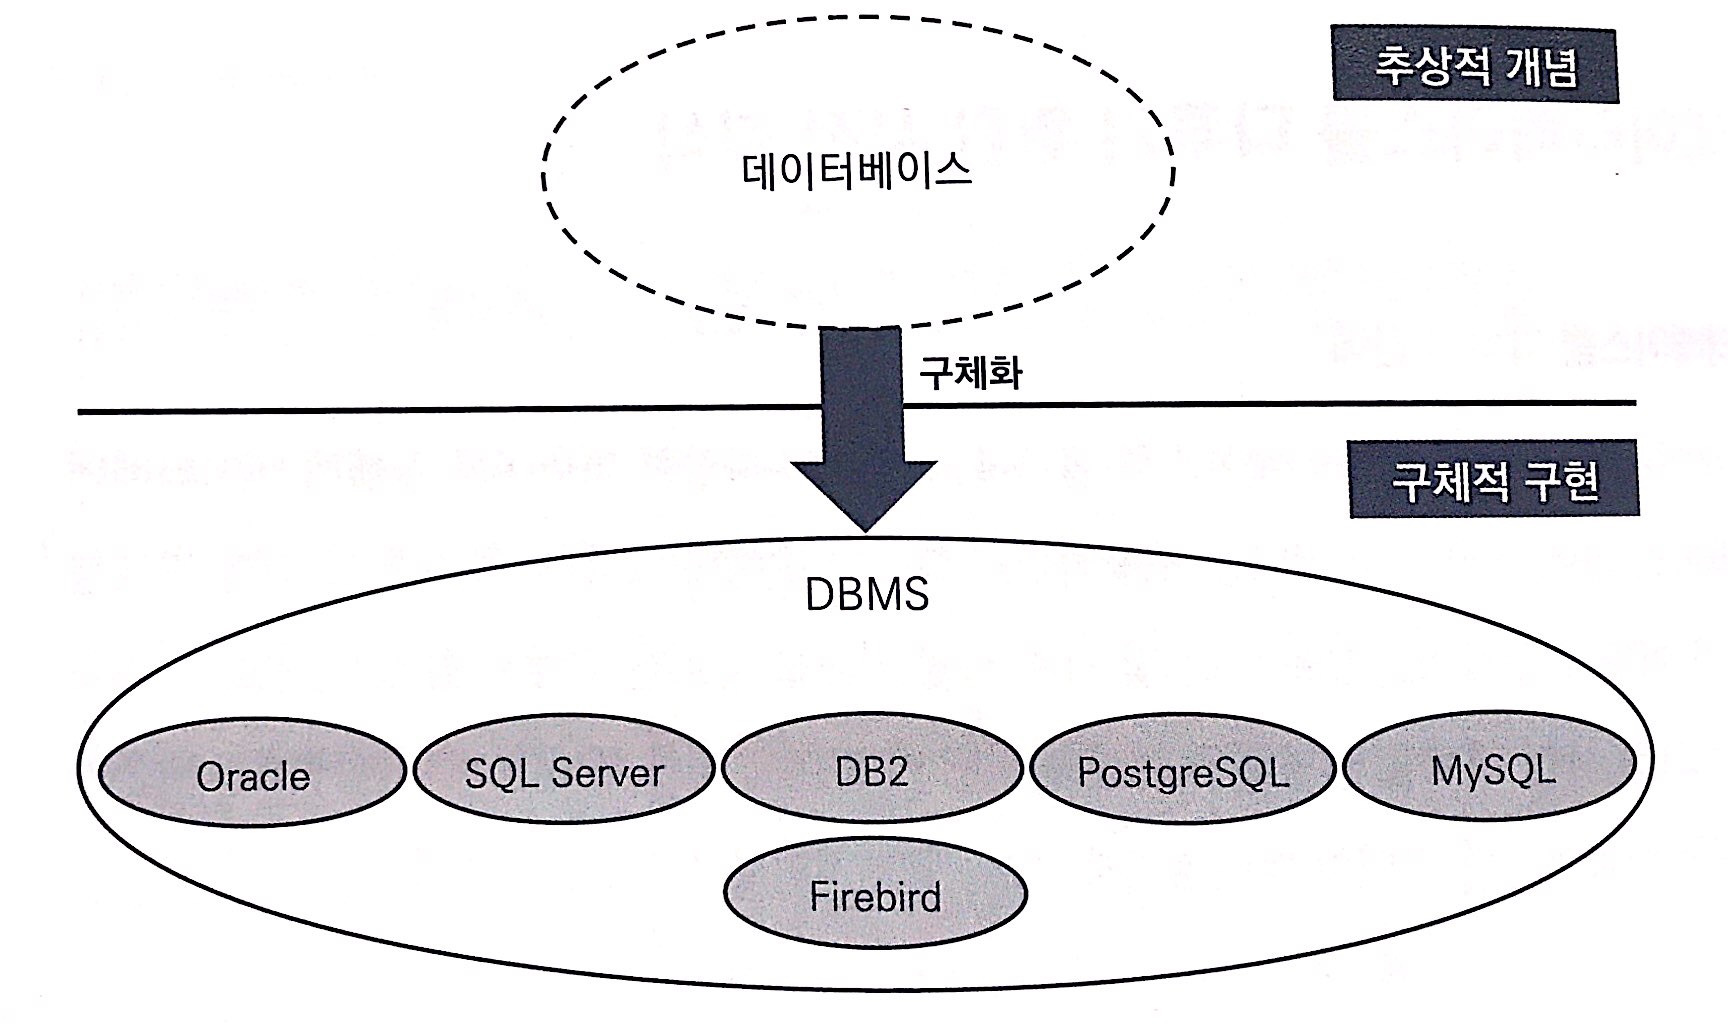 추상적 개념
데이터베이스
구체화
구체적 구현
DBMS
Oracle
SQL Server
DB2
PostgreSQL
MySQL
Firebird